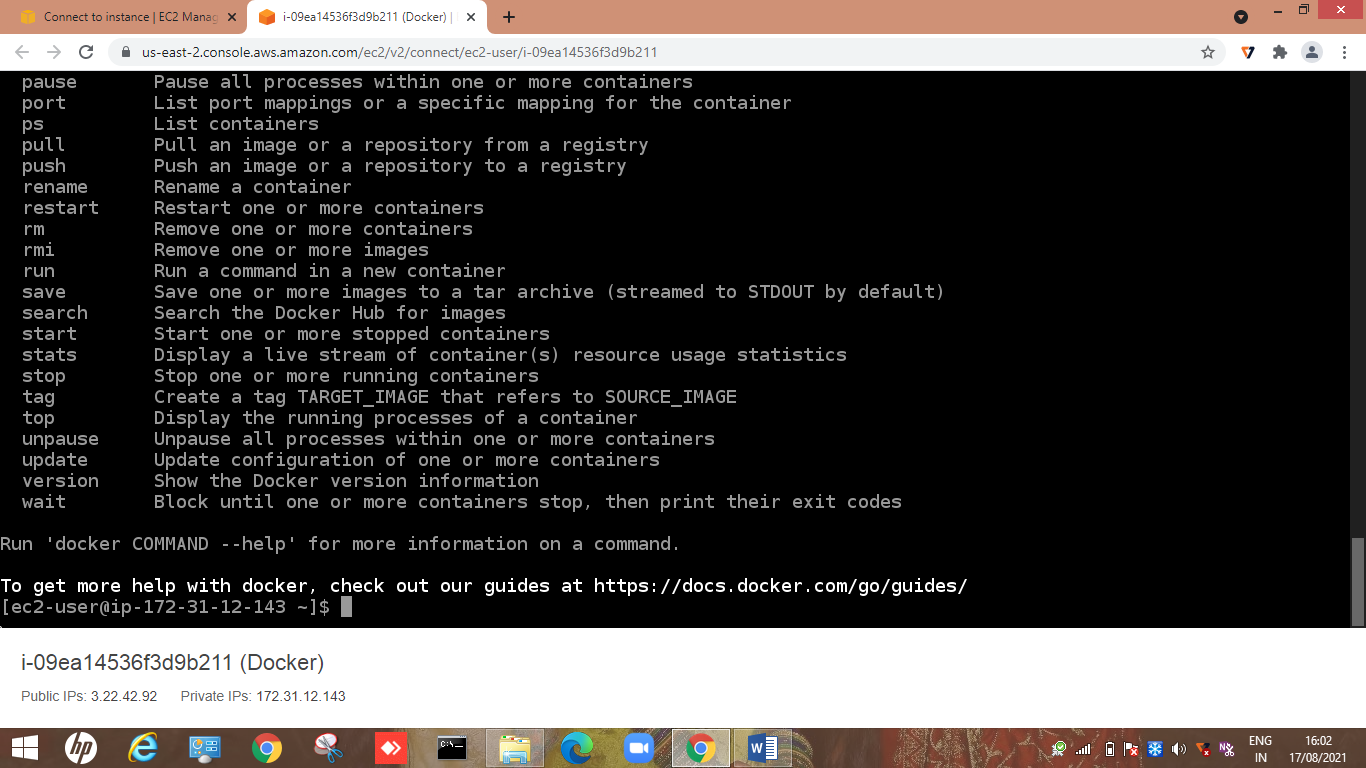 Connect to instance | EC2 Manag
i-09ea14536f3d9b211 (Docker) |
us-east-2.console.aws.amazon.com/ec2/v2/connect/ec2-user/i-09ea14536f3d9b211
pause Pause all processes within one or more containers
port List port mappings or a specific mapping for the container
ps List containers
pull Pull an image or a repository from a registry
push Push an image or a repository to a registry
rename Rename a container
restart Restart one or more containers
rm Remove one or more containers
rmi Remove one or more images
run Run a command in a new container
save Save one or more images to a tar archive (streamed to STDOUT by default)
search Search the Docker Hub for images
start Start one or more stopped containers
stats Display a live stream of container(s) resource usage statistics
stop Stop one or more running containers
tag Create a tag TARGET_IMAGE that refers to SOURCE_IMAGE
top Display the running processes of a container
unpause Unpause all processes within one or more containers
update Update configuration of one or more containers
version Show the Docker version information
wait Block until one or more containers stop, then print their exit codes
Run 'docker COMMAND --help' for more information on a command.
To get more help with docker, check out our guides at https://docs.docker.com/go/guides/
[ec2-user@ip-172-31-12-143 ~]$
i-09ea14536f3d9b211 (Docker)
Public IPs: 3.22.42.92 Private IPs: 172.31.12.143
ENG 16:02
IN 17/08/2021